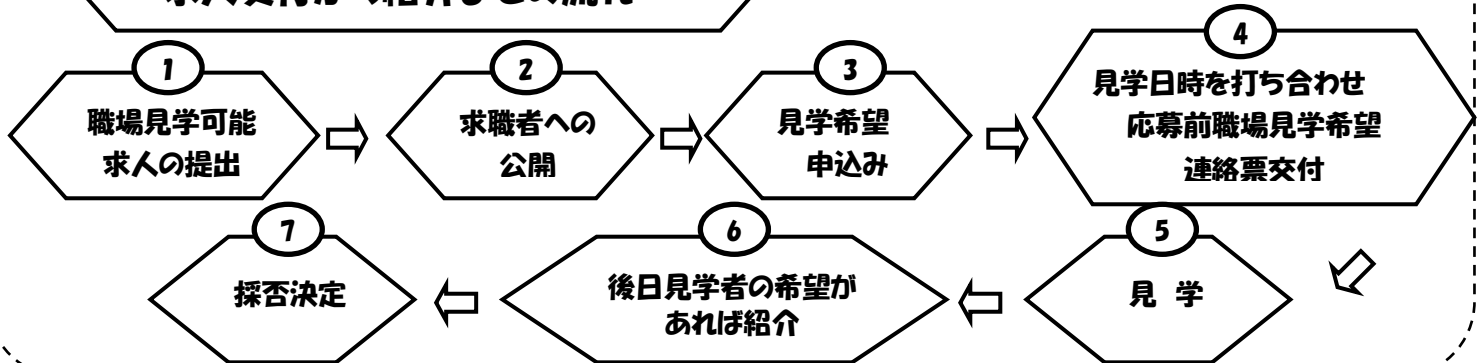 1
職場見学可能
求人の提出
2
求職者への
公開
3
見学希望
申込み
4
見学日時を打ち合わせ
応募前職場見学希望
連絡票交付
5
見 学
6
後日見学者の希望が
あれば紹介
7
採否決定